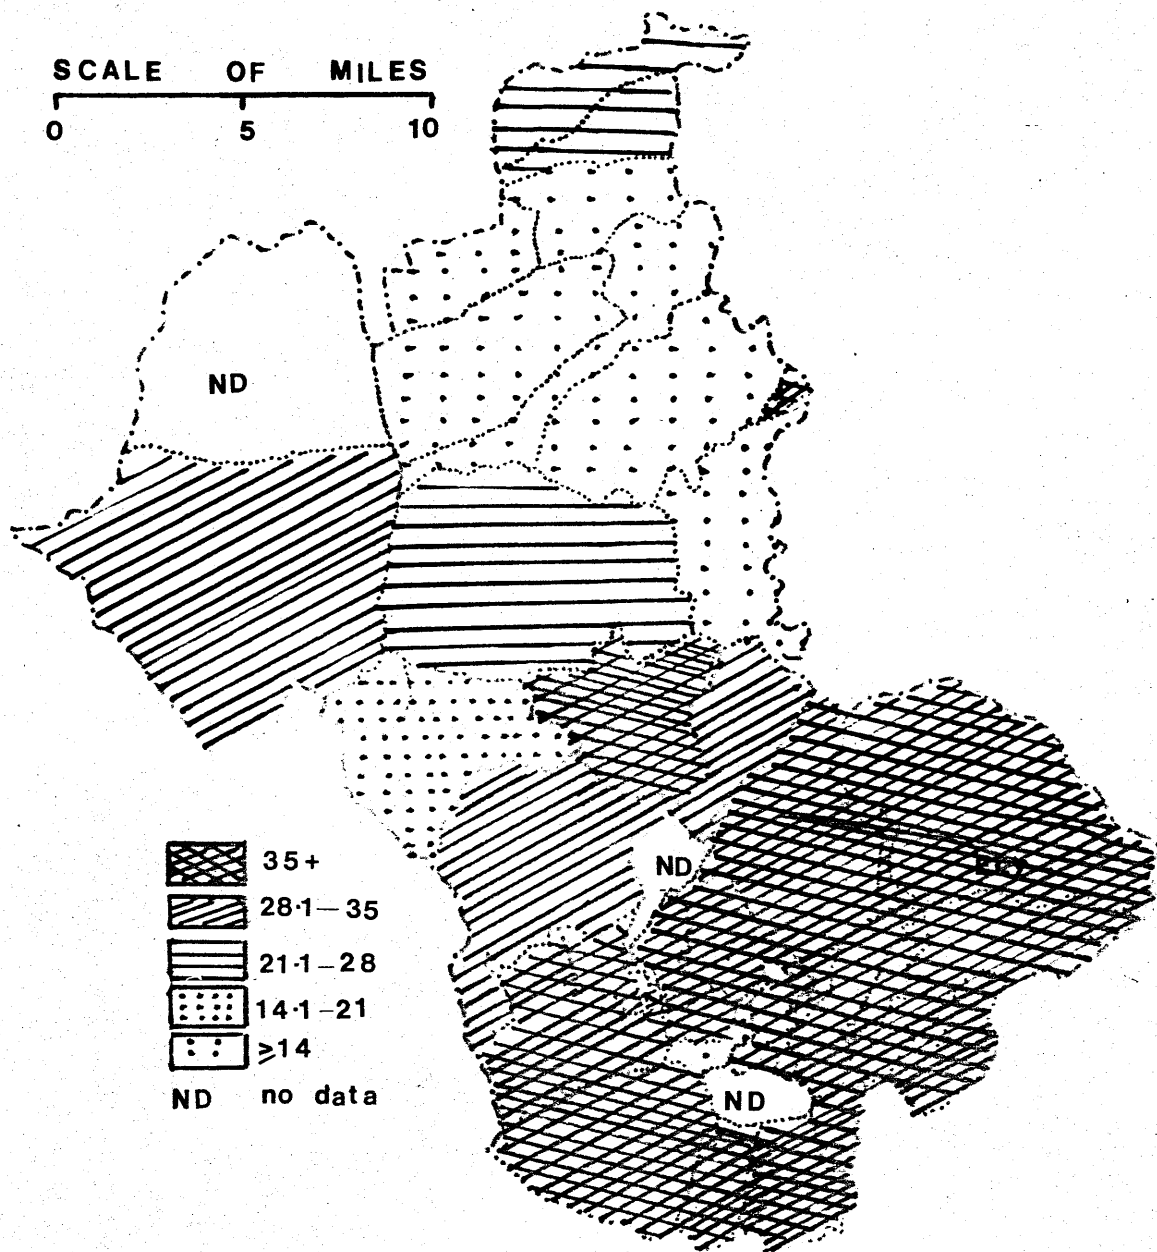 SCALE OF MILES
0 5 10
ND
ND
35+
28·1–35
21·1–28
14·1–21
≥14
ND no data
ND